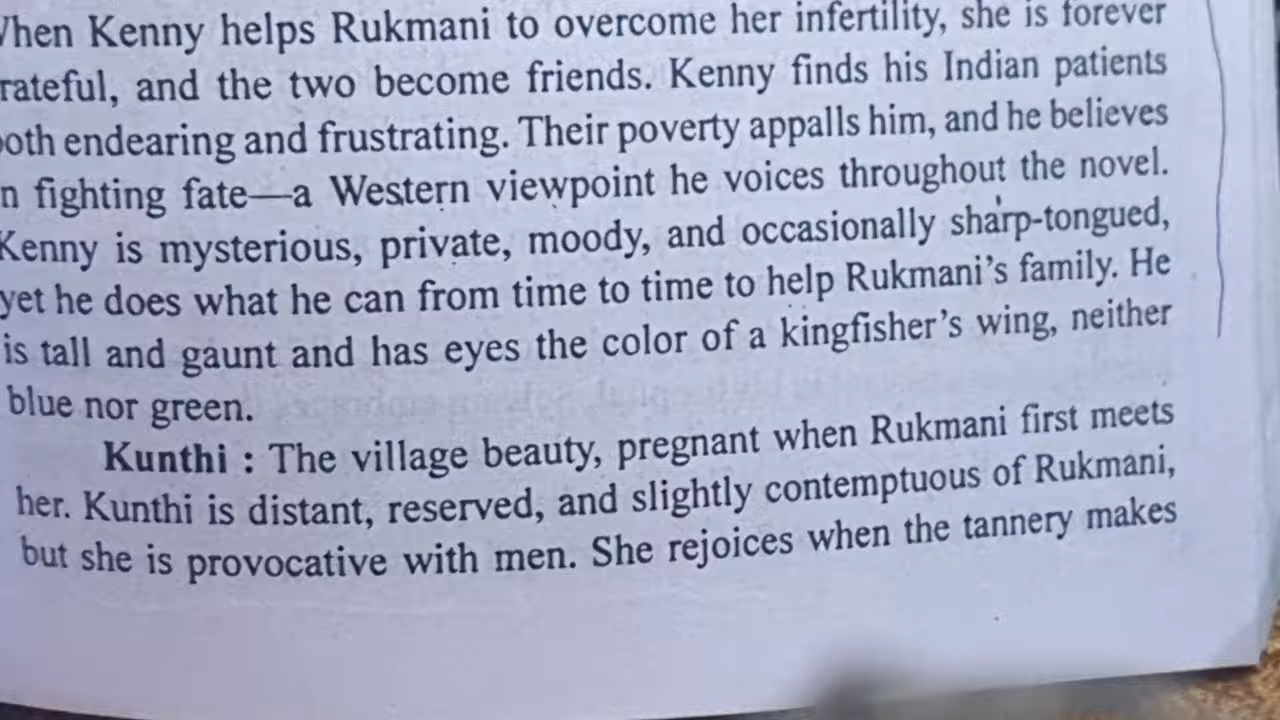 When Kenny helps Rukmani to overcome her infertility, she is forever
rateful, and the two become friends. Kenny finds his Indian patients
oth endearing and frustrating. Their poverty appalls him, and he believes
n fighting fate—a Western viewpoint he voices throughout the novel.
Kenny is mysterious, private, moody, and occasionally sharp-tongued,
yet he does what he can from time to time to help Rukmani's family. He
is tall and gaunt and has eyes the color of a kingfisher's wing, neither
blue nor green.
Kunthi : The village beauty, pregnant when Rukmani first meets
her. Kunthi is distant, reserved, and slightly contemptuous of Rukmani,
but she is provocative with men. She rejoices when the tannery makes